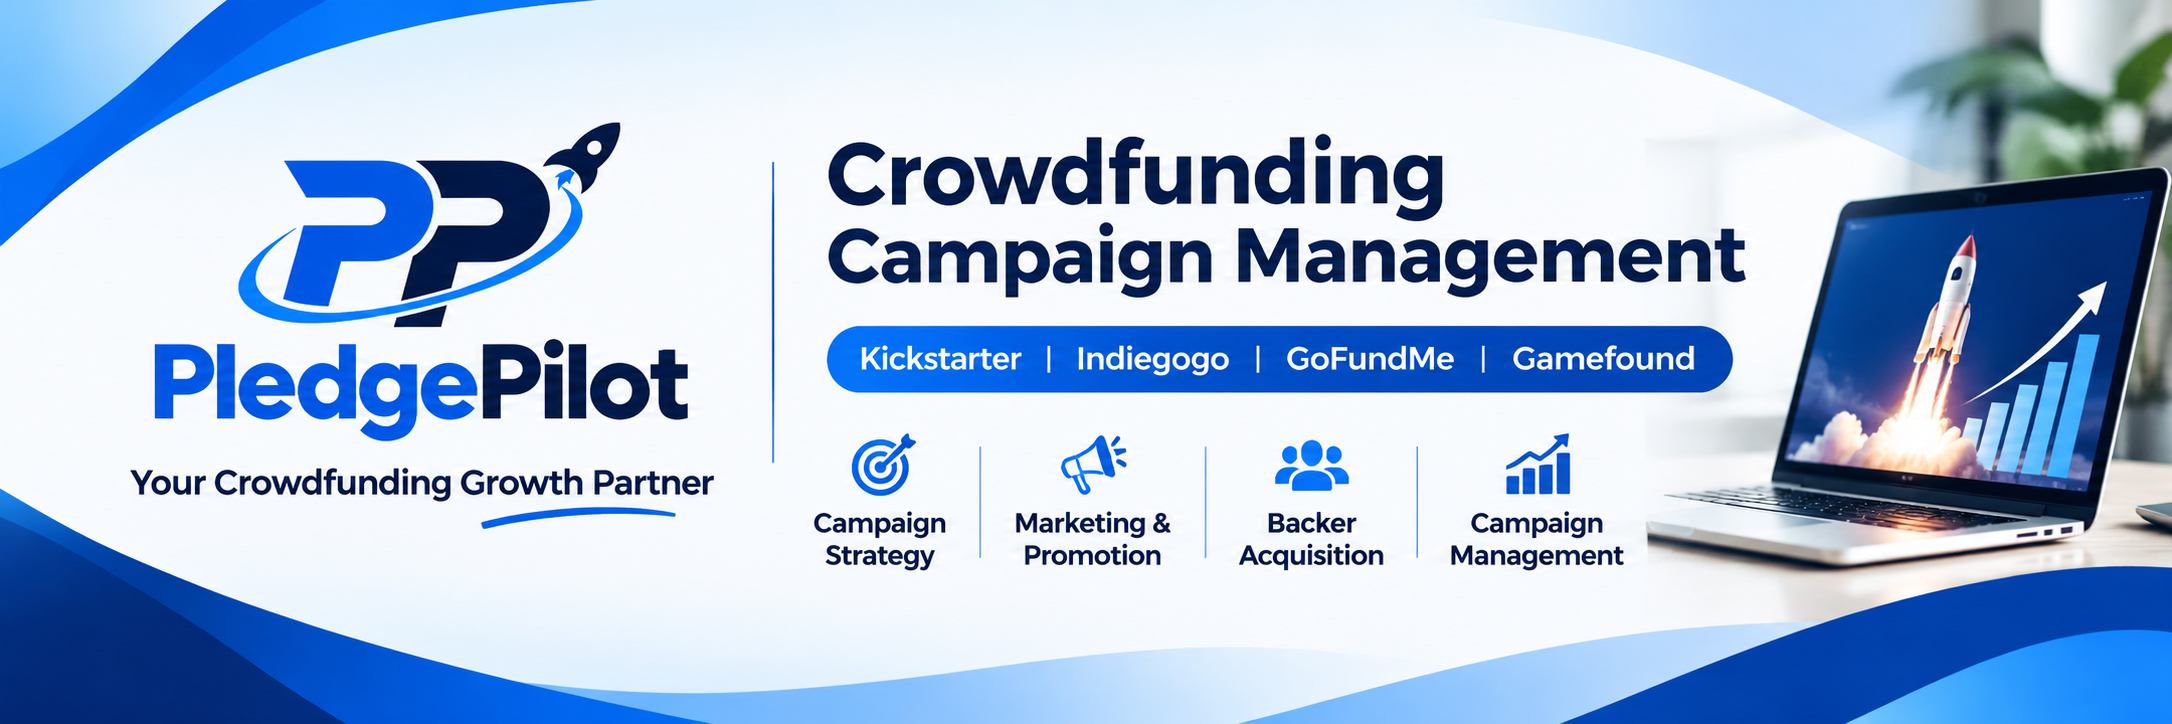 PP
PledgePilot
Your Crowdfunding Growth Partner
Crowdfunding
Campaign Management
Kickstarter | Indiegogo | GoFundMe | Gamefound
Campaign
Strategy
Marketing &
Promotion
Backer
Acquisition
Campaign
Management